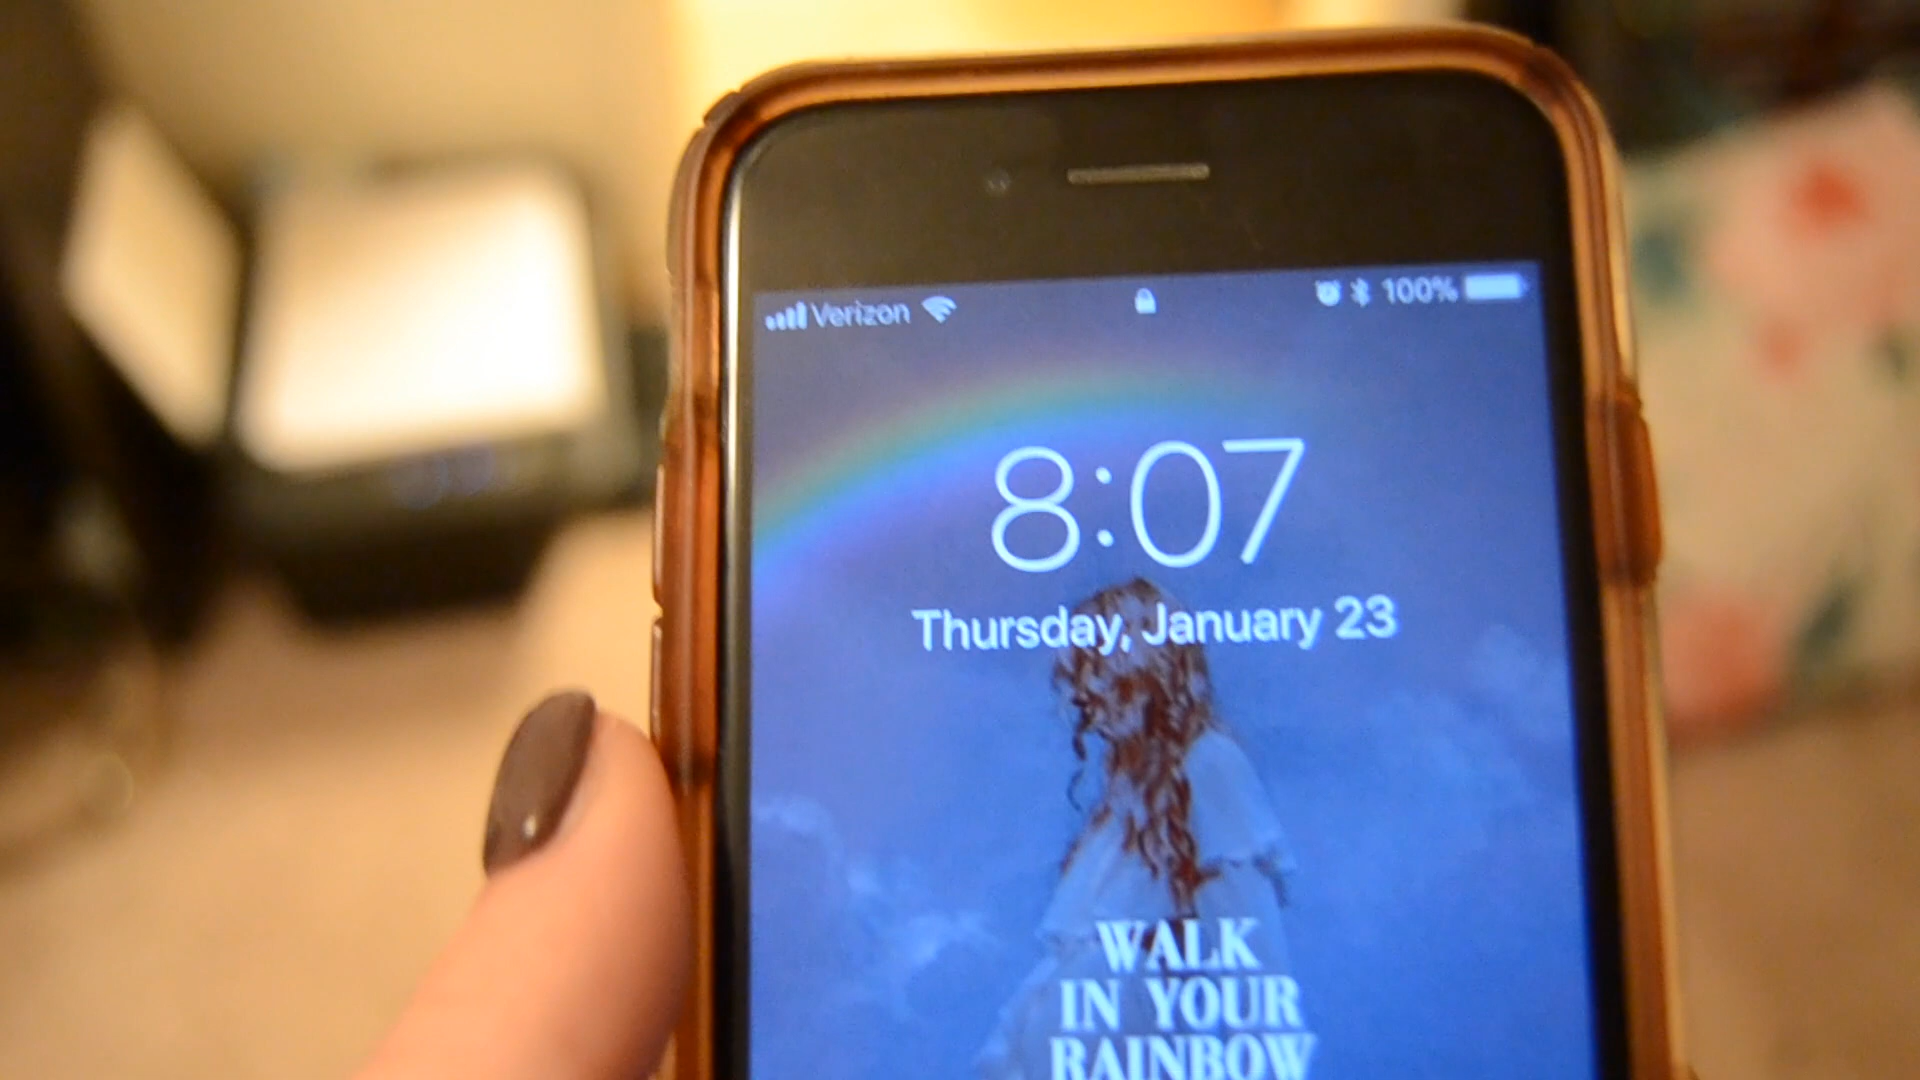 Verizon 100%
8:07
Thursday, January 23
WALK
IN YOUR
RAINBOW